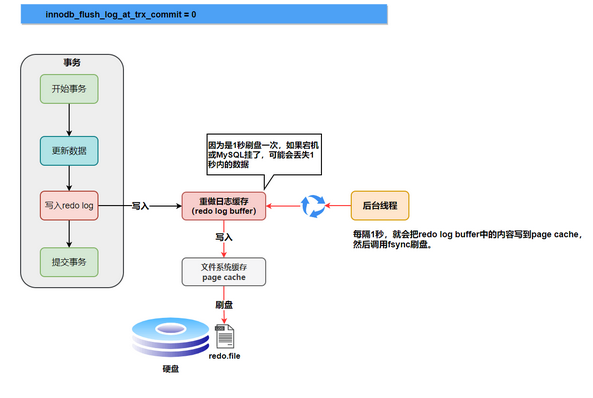 innodb_flush_log_at_trx_commit = 0
事务
开始事务
更新数据
写入redo log
提交事务
写入
因为是1秒刷盘一次，如果宕机
或MySQL挂了，可能会丢失1
秒内的数据
重做日志缓存
（redo log buffer）
后台线程
每隔1秒，就会把redo log buffer中的内容写到page cache，
然后调用fsync刷盘。
写入
文件系统缓存
page cache
刷盘
redo.file
硬盘